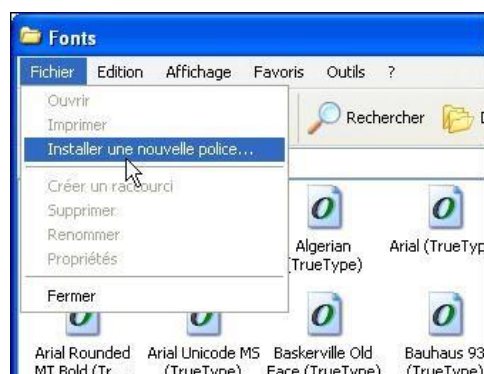 Fonts
Fichier Edition Affichage Favoris Outils ?
Ouvrir
Imprimer
Rechercher
Installer une nouvelle police...
Créer un raccourci
Supprimer
Renommer
Propriétés
Fermer
Algerian Arial (TrueTyp
(TrueType)
Arial Rounded Arial Unicode MS Baskerville Old Bauhaus 93
MT Bold (Tr... (TrueType) Face (TrueType) (TrueType)